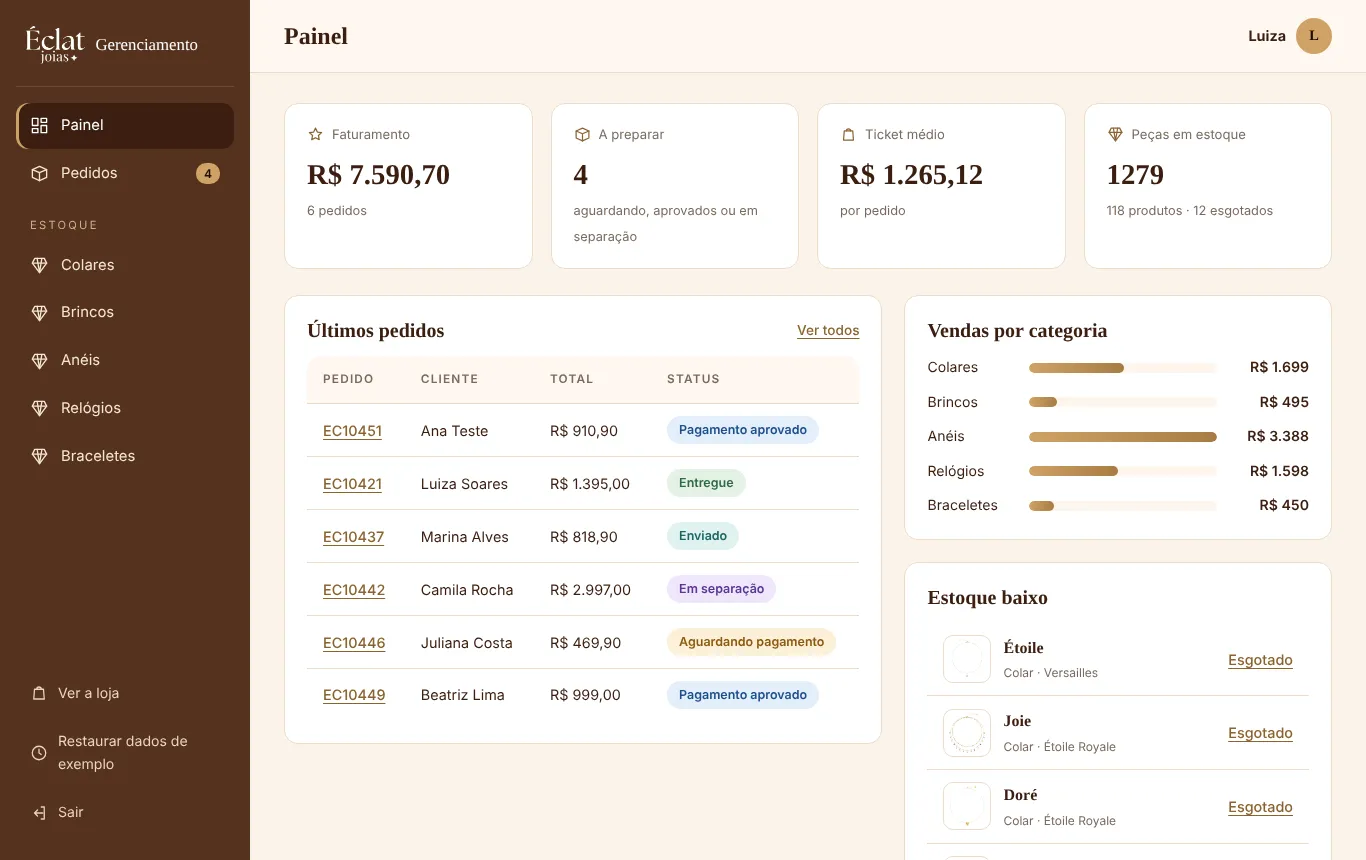 Éclat
joias
Gerenciamento
Painel
Pedidos
4
ESTOQUE
Colares
Brincos
Anéis
Relógios
Braceletes
Ver a loja
Restaurar dados de
exemplo
Sair
Painel
Luiza
L
Faturamento
R$ 7.590,70
6 pedidos
A preparar
4
aguardando, aprovados ou em
separação
Ticket médio
R$ 1.265,12
por pedido
Peças em estoque
1279
118 produtos · 12 esgotados
Últimos pedidos
Ver todos
PEDIDO CLIENTE TOTAL STATUS
EC10451 Ana Teste R$ 910,90 Pagamento aprovado
EC10421 Luiza Soares R$ 1.395,00 Entregue
EC10437 Marina Alves R$ 818,90 Enviado
EC10442 Camila Rocha R$ 2.997,00 Em separação
EC10446 Juliana Costa R$ 469,90 Aguardando pagamento
EC10449 Beatriz Lima R$ 999,00 Pagamento aprovado
Vendas por categoria
Colares R$ 1.699
Brincos R$ 495
Anéis R$ 3.388
Relógios R$ 1.598
Braceletes R$ 450
Estoque baixo
Étoile
Colar · Versailles
Esgotado
Joie
Colar · Étoile Royale
Esgotado
Doré
Colar · Étoile Royale
Esgotado